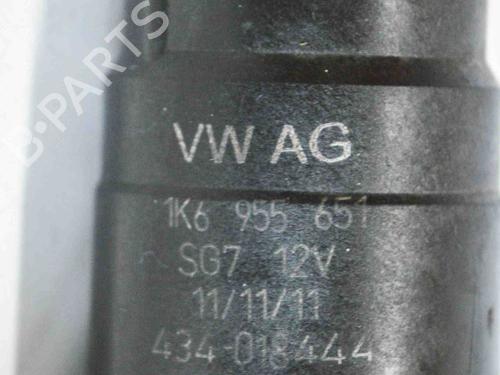 B·PARTS
VW AG
1K6 955 651
SG7 12V
11/11/11
434-018444